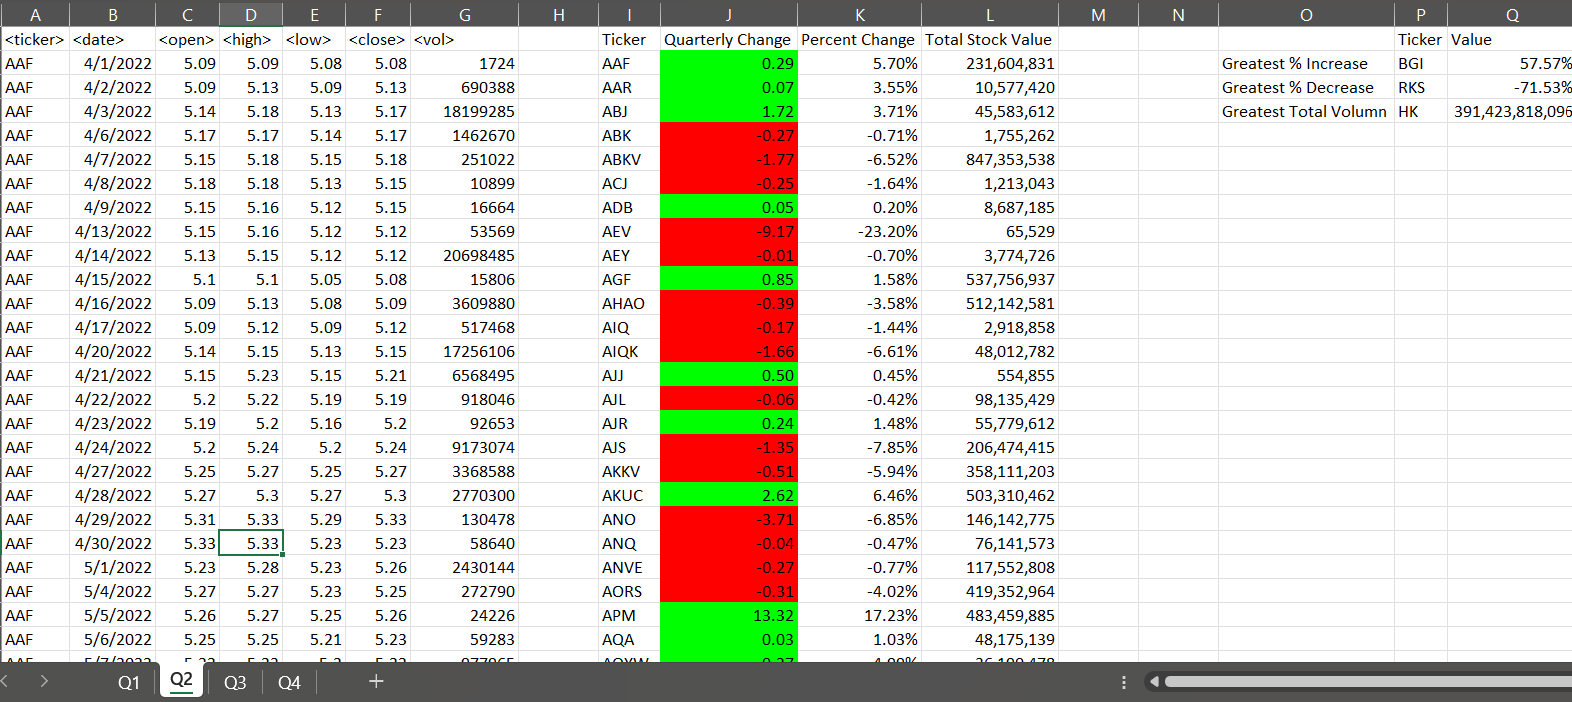 A B C D E F G H I J K L M N O P Q
<ticker> <date> <open> <high> <low> <close> <vol> Ticker Quarterly Change Percent Change Total Stock Value Ticker Value
AAF 4/1/2022 5.09 5.09 5.08 5.08 1724 AAF 0.29 5.70% 231,604,831 Greatest % Increase BGI 57.57%
AAF 4/2/2022 5.09 5.13 5.09 5.13 690388 AAR 0.07 3.55% 10,577,420 Greatest % Decrease RKS -71.53%
AAF 4/3/2022 5.14 5.18 5.13 5.17 18199285 ABJ 1.72 3.71% 45,583,612 Greatest Total Volumn HK 391,423,818,096
AAF 4/6/2022 5.17 5.17 5.14 5.17 1462670 ABK -0.27 -0.71% 1,755,262
AAF 4/7/2022 5.15 5.18 5.15 5.18 251022 ABKV -1.77 -6.52% 847,353,538
AAF 4/8/2022 5.18 5.18 5.13 5.15 10899 ACJ -0.25 -1.64% 1,213,043
AAF 4/9/2022 5.15 5.16 5.12 5.15 16664 ADB 0.05 0.20% 8,687,185
AAF 4/13/2022 5.15 5.16 5.12 5.12 53569 AEV -9.17 -23.20% 65,529
AAF 4/14/2022 5.13 5.15 5.12 5.12 20698485 AEY -0.01 -0.70% 3,774,726
AAF 4/15/2022 5.1 5.1 5.05 5.08 15806 AGF 0.85 1.58% 537,756,937
AAF 4/16/2022 5.09 5.13 5.08 5.09 3609880 AHAO -0.39 -3.58% 512,142,581
AAF 4/17/2022 5.09 5.12 5.09 5.12 517468 AIQ -0.17 -1.44% 2,918,858
AAF 4/20/2022 5.14 5.15 5.13 5.15 17256106 AIQK -1.66 -6.61% 48,012,782
AAF 4/21/2022 5.15 5.23 5.15 5.21 6568495 AJJ 0.50 0.45% 554,855
AAF 4/22/2022 5.2 5.22 5.19 5.19 918046 AJL -0.06 -0.42% 98,135,429
AAF 4/23/2022 5.19 5.2 5.16 5.2 92653 AJR 0.24 1.48% 55,779,612
AAF 4/24/2022 5.2 5.24 5.2 5.24 9173074 AJS -1.35 -7.85% 206,474,415
AAF 4/27/2022 5.25 5.27 5.25 5.27 3368588 AKKV -0.51 -5.94% 358,111,203
AAF 4/28/2022 5.27 5.3 5.27 5.3 2770300 AKUC 2.62 6.46% 503,310,462
AAF 4/29/2022 5.31 5.33 5.29 5.33 130478 ANO -3.71 -6.85% 146,142,775
AAF 4/30/2022 5.33 5.33 5.23 5.23 58640 ANQ -0.04 -0.47% 76,141,573
AAF 5/1/2022 5.23 5.28 5.23 5.26 2430144 ANVE -0.27 -0.77% 117,552,808
AAF 5/4/2022 5.27 5.27 5.23 5.25 272790 AORS -0.31 -4.02% 419,352,964
AAF 5/5/2022 5.26 5.27 5.25 5.26 24226 APM 13.32 17.23% 483,459,885
AAF 5/6/2022 5.25 5.25 5.21 5.23 59283 AQA 0.03 1.03% 48,175,139
Q1 Q2 Q3 Q4